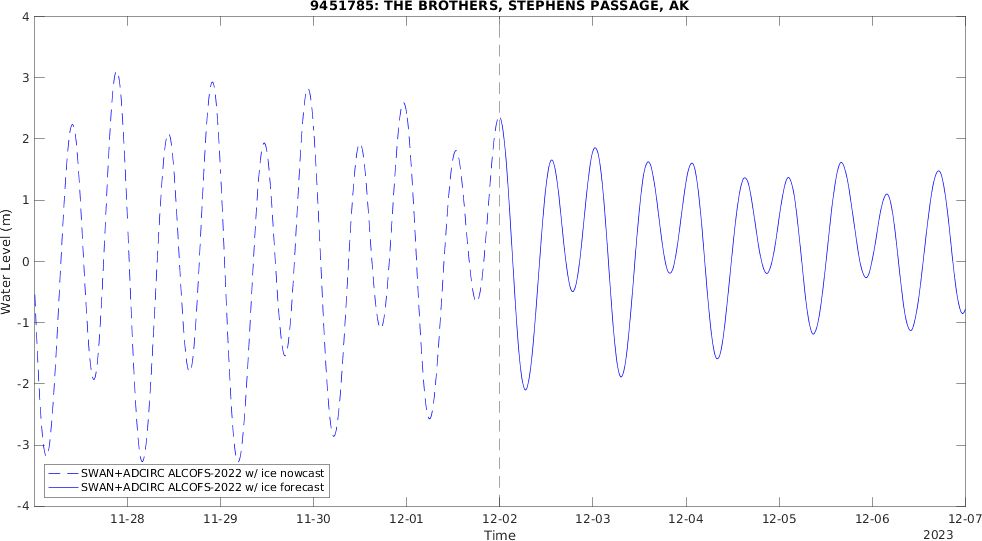 9451785: THE BROTHERS, STEPHENS PASSAGE, AK
4
3
2
1
0
-1
-2
-3
-4
Water Level (m)
SWAN+ADCIRC ALCOFS-2022 w/ ice nowcast
SWAN+ADCIRC ALCOFS-2022 w/ ice forecast
11-28 11-29 11-30 12-01 12-02 12-03 12-04 12-05 12-06 12-07
Time
2023